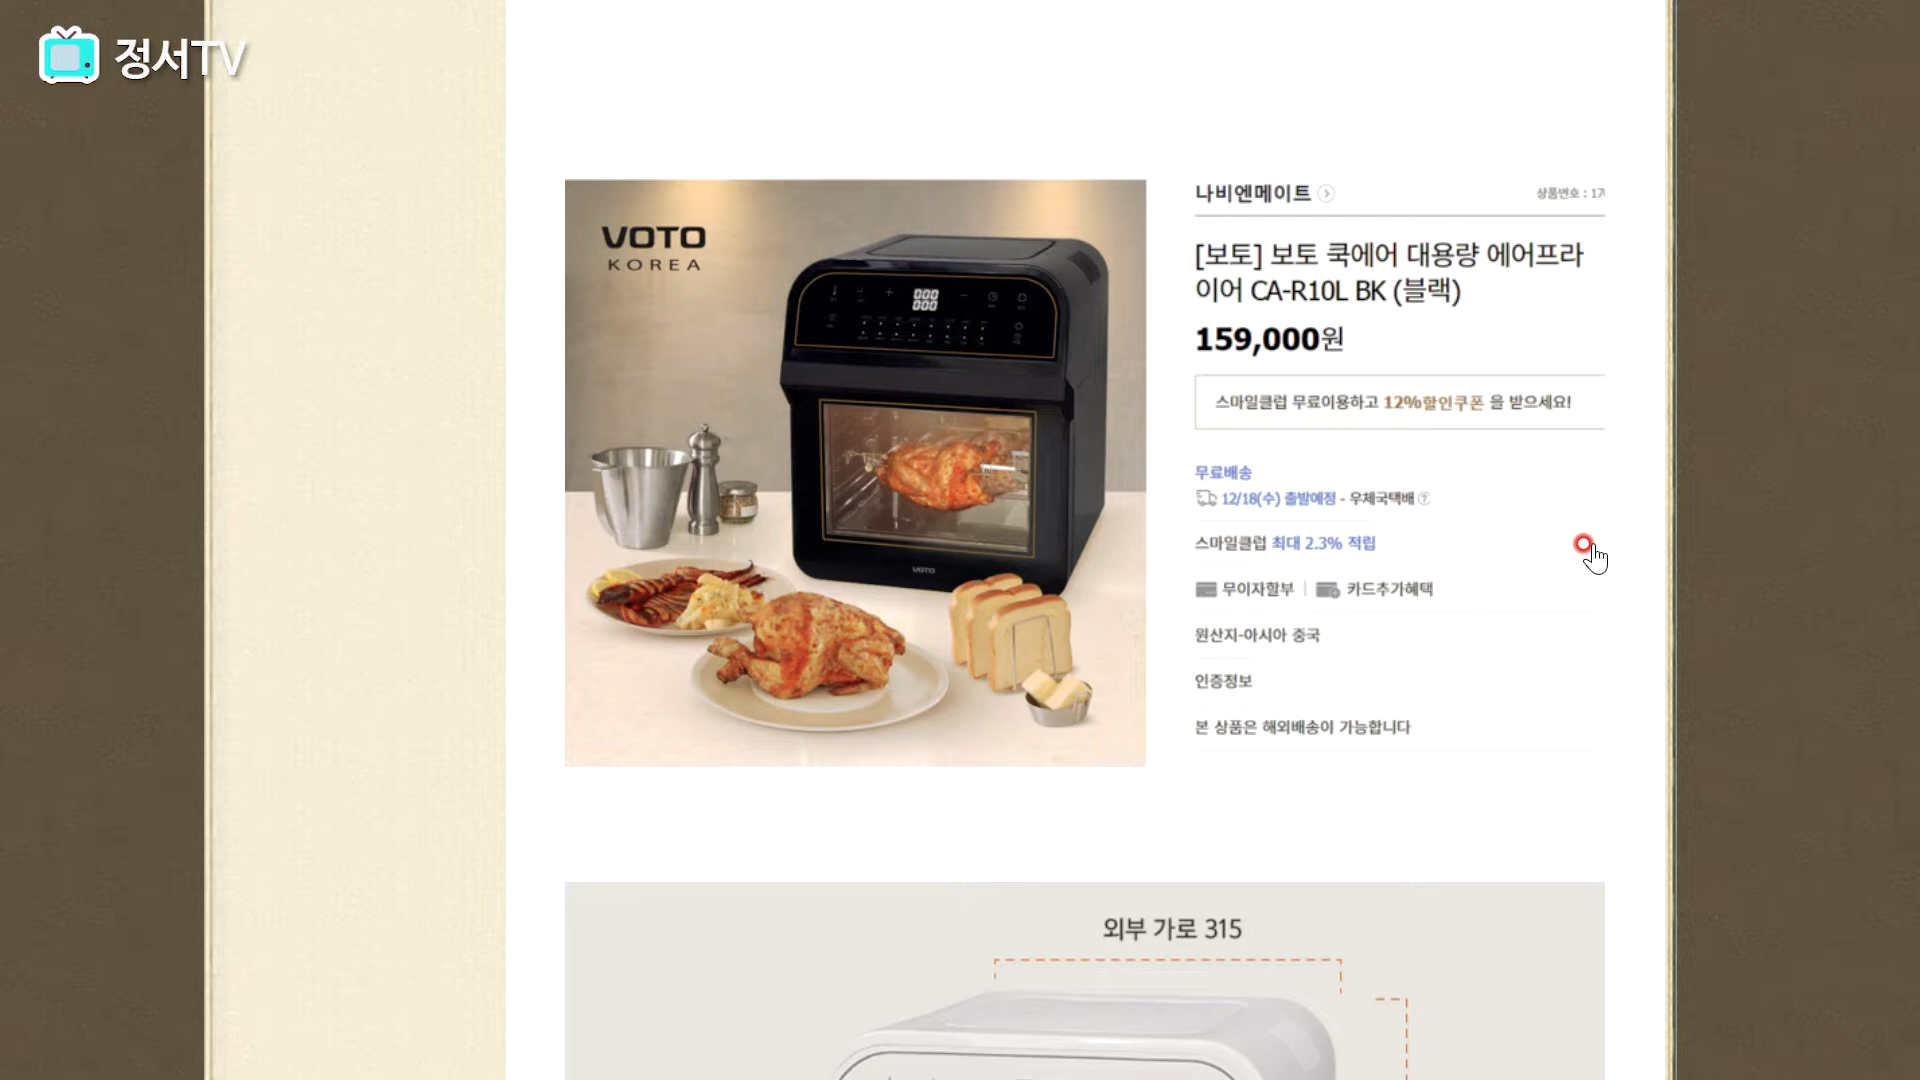 정서TV
VOTO
KOREA
000
000
VOTO
나비엔메이트
상품번호 : 17
[보토] 보토 쿡에어 대용량 에어프라
이어 CA-R10L BK (블랙)
159,000원
스마일클럽 무료이용하고 12%할인쿠폰 을 받으세요!
무료배송
12/18(수) 출발예정 - 우체국택배
스마일클럽 최대 2.3% 적립
무이자할부 | 카드추가혜택
원산지-아시아 중국
인증정보
본 상품은 해외배송이 가능합니다
외부 가로 315